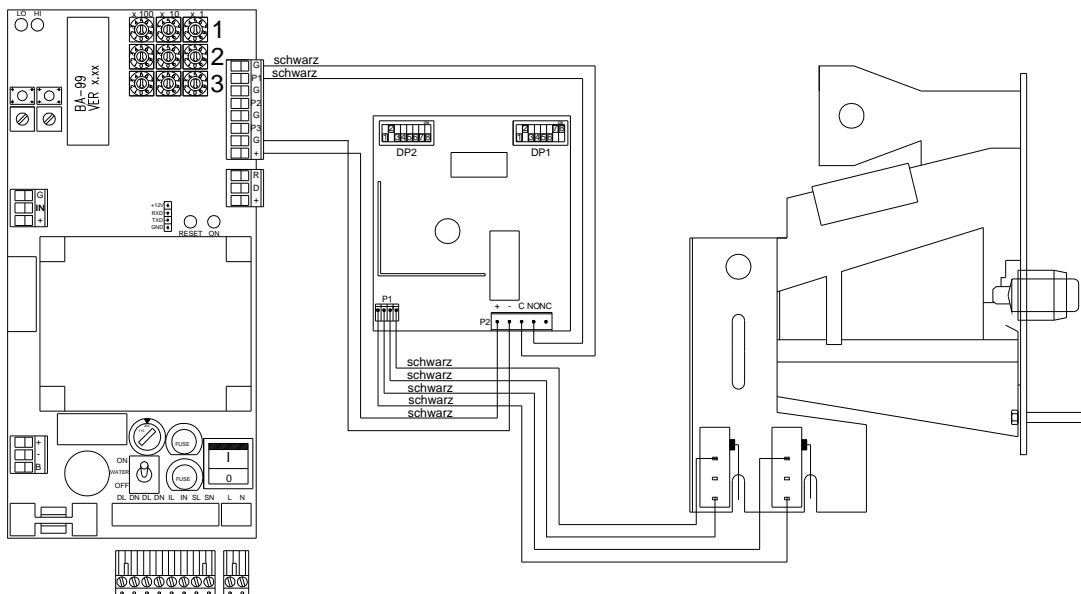 LO HI
x 100 x 10 x 1
1
2
3
BA-99
VER x.xx
G
P1
G
P2
G
P3
G
+
R
D
+
G
IN
+
+12V
RXD
TXD
GND
RESET ON
schwarz
schwarz
DP2
DP1
P1
+ - C NO NC
P2
schwarz
schwarz
schwarz
schwarz
schwarz
+
-
B
FUSE
FUSE
ON
WATER
OFF
I
0
DL DN DL DN IL IN SL SN L N